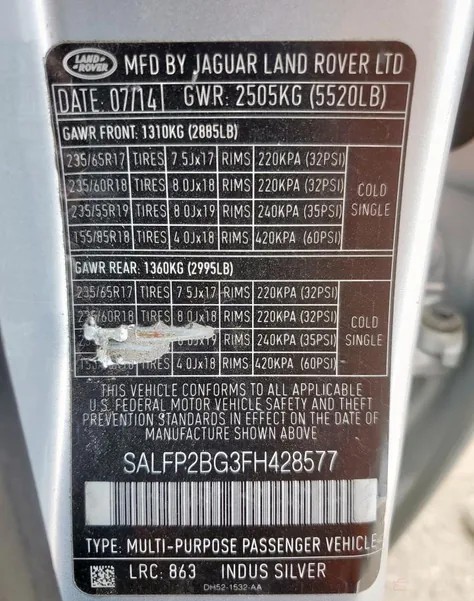 LAND ROVER MFD BY JAGUAR LAND ROVER LTD
DATE: 07/14 GWR: 2505KG (5520LB)
GAWR FRONT: 1310KG (2885LB)
235/65R17 TIRES 7.5Jx17 RIMS 220KPA (32PSI)
235/60R18 TIRES 8.0Jx18 RIMS 220KPA (32PSI)
235/55R19 TIRES 8.0Jx19 RIMS 240KPA (35PSI)
155/85R18 TIRES 4.0Jx18 RIMS 420KPA (60PSI)
COLD
SINGLE
GAWR REAR: 1360KG (2995LB)
235/65R17 TIRES 7.5Jx17 RIMS 220KPA (32PSI)
235/60R18 TIRES 8.0Jx18 RIMS 220KPA (32PSI)
RIMS 240KPA (35PSI)
4.0Jx18 RIMS 420KPA (60PSI)
COLD
SINGLE
THIS VEHICLE CONFORMS TO ALL APPLICABLE
U.S. FEDERAL MOTOR VEHICLE SAFETY AND THEFT
PREVENTION STANDARDS IN EFFECT ON THE DATE OF
MANUFACTURE SHOWN ABOVE
SALFP2BG3FH428577
TYPE: MULTI-PURPOSE PASSENGER VEHICLE
LRC: 863 INDUS SILVER
DH52-1532-AA